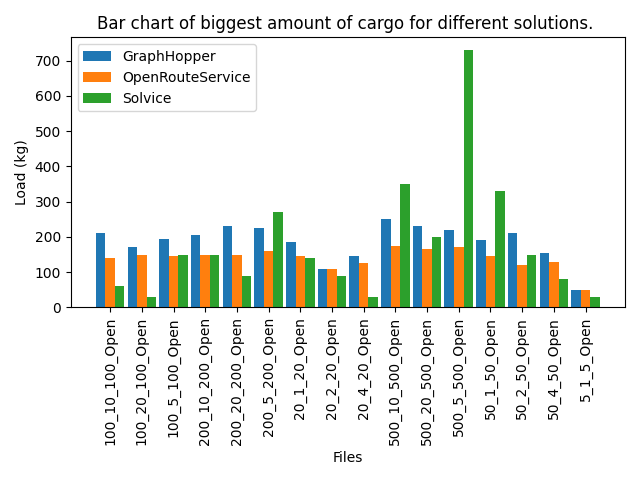 Bar chart of biggest amount of cargo for different solutions.
GraphHopper
OpenRouteService
Solvice
700
600
500
400
300
200
100
0
Load (kg)
100_10_100_Open
100_20_100_Open
100_5_100_Open
200_10_200_Open
200_20_200_Open
200_5_200_Open
20_1_20_Open
20_2_20_Open
20_4_20_Open
500_10_500_Open
500_20_500_Open
500_5_500_Open
50_1_50_Open
50_2_50_Open
50_4_50_Open
5_1_5_Open
Files